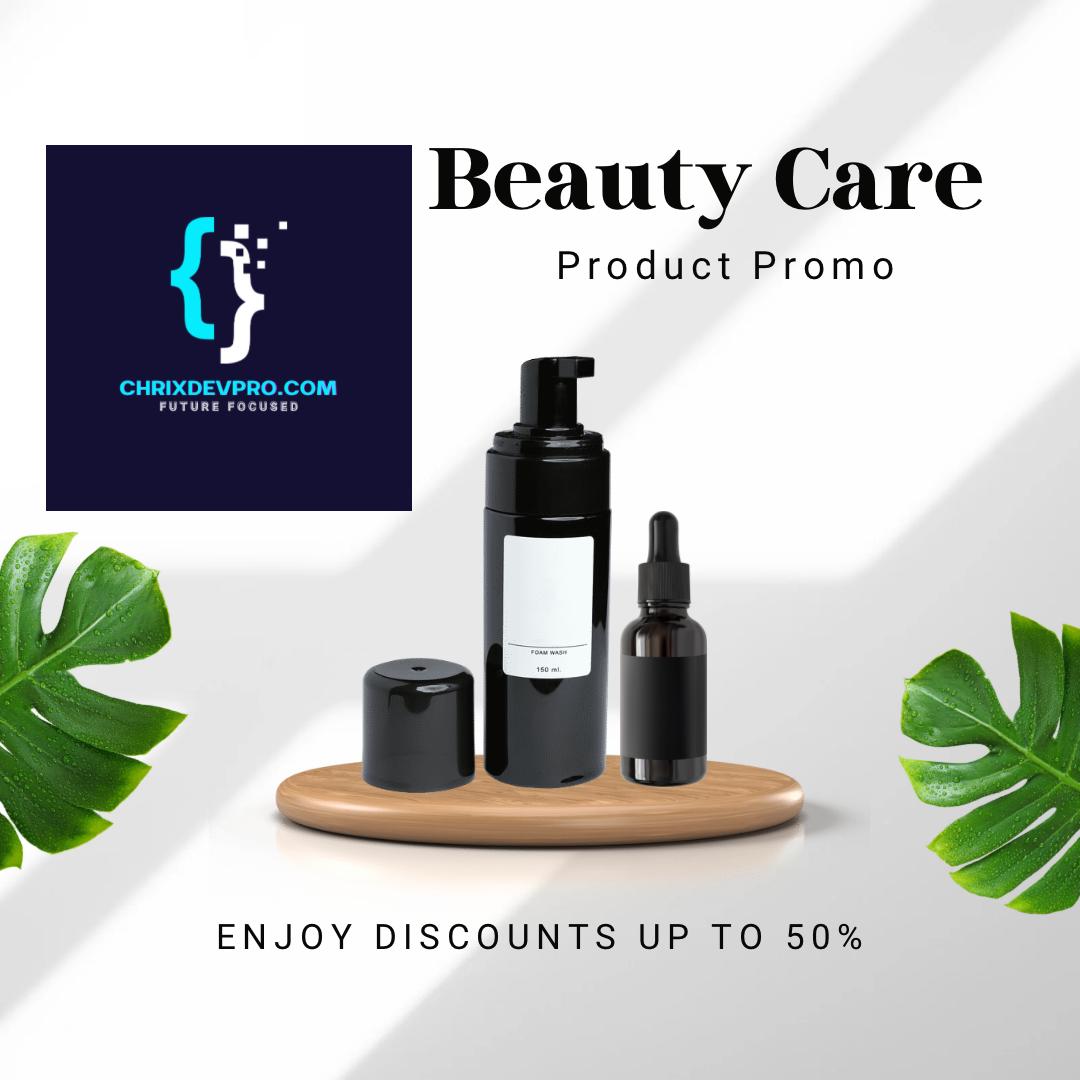 Beauty Care
Product Promo
CHRIXDEVPRO.COM
FUTURE FOCUSED
FOAM WASH
150 ml.
ENJOY DISCOUNTS UP TO 50%